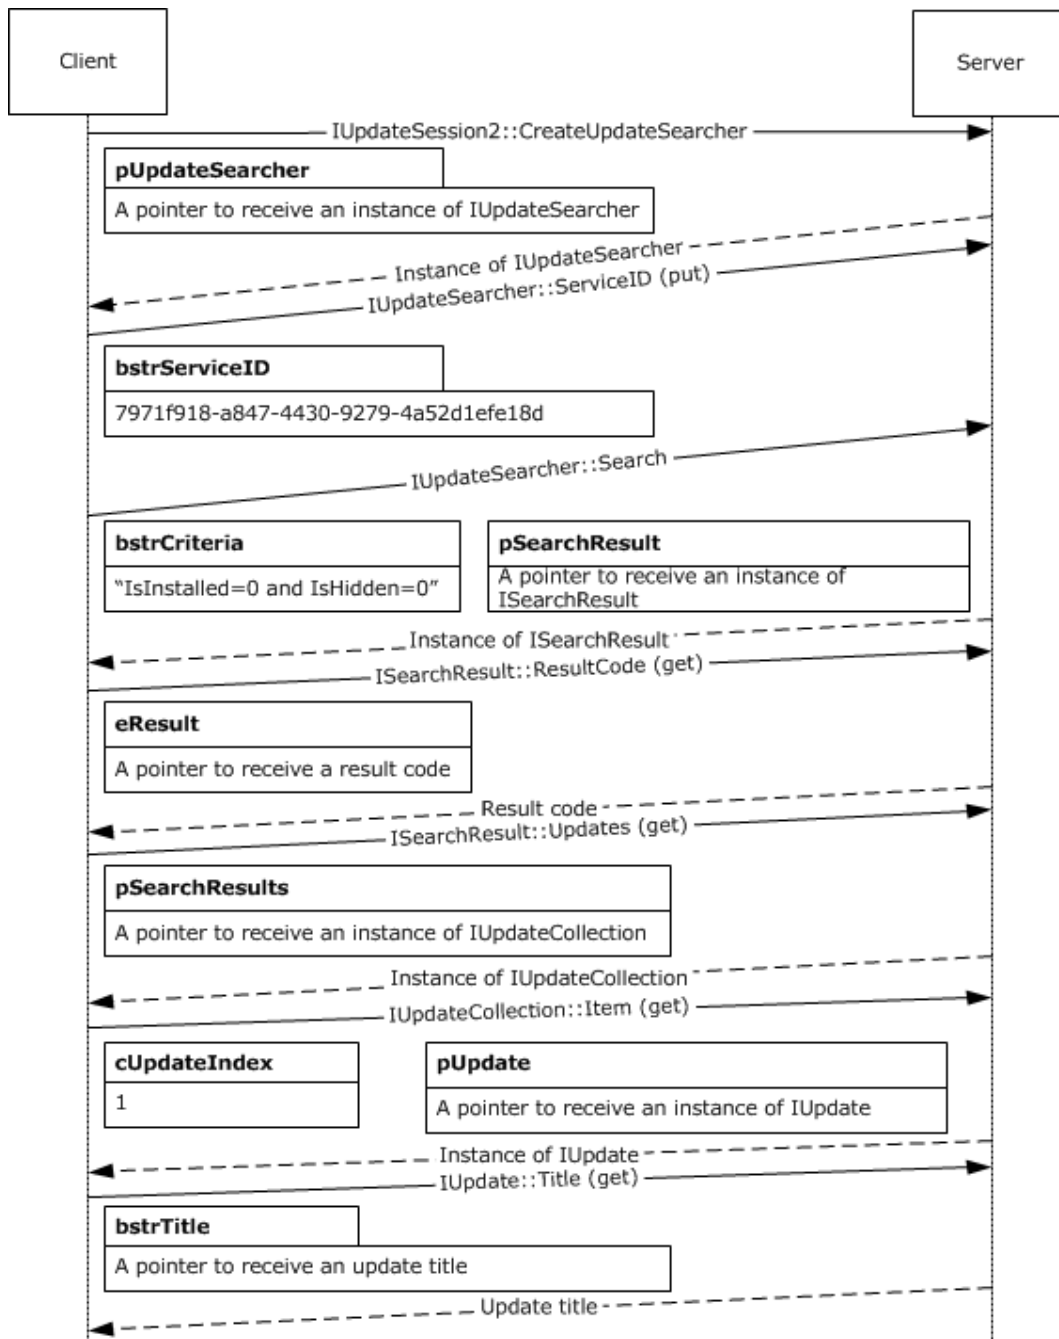 Client
Server
IUpdateSession2::CreateUpdateSearcher
pUpdateSearcher
A pointer to receive an instance of IUpdateSearcher
Instance of IUpdateSearcher
IUpdateSearcher::ServiceID (put)
bstrServiceID
7971f918-a847-4430-9279-4a52d1efe18d
IUpdateSearcher::Search
bstrCriteria
“IsInstalled=0 and IsHidden=0”
pSearchResult
A pointer to receive an instance of
ISearchResult
Instance of ISearchResult
ISearchResult::ResultCode (get)
eResult
A pointer to receive a result code
Result code
ISearchResult::Updates (get)
pSearchResults
A pointer to receive an instance of IUpdateCollection
Instance of IUpdateCollection
IUpdateCollection::Item (get)
cUpdateIndex
1
pUpdate
A pointer to receive an instance of IUpdate
Instance of IUpdate
IUpdate::Title (get)
bstrTitle
A pointer to receive an update title
Update title